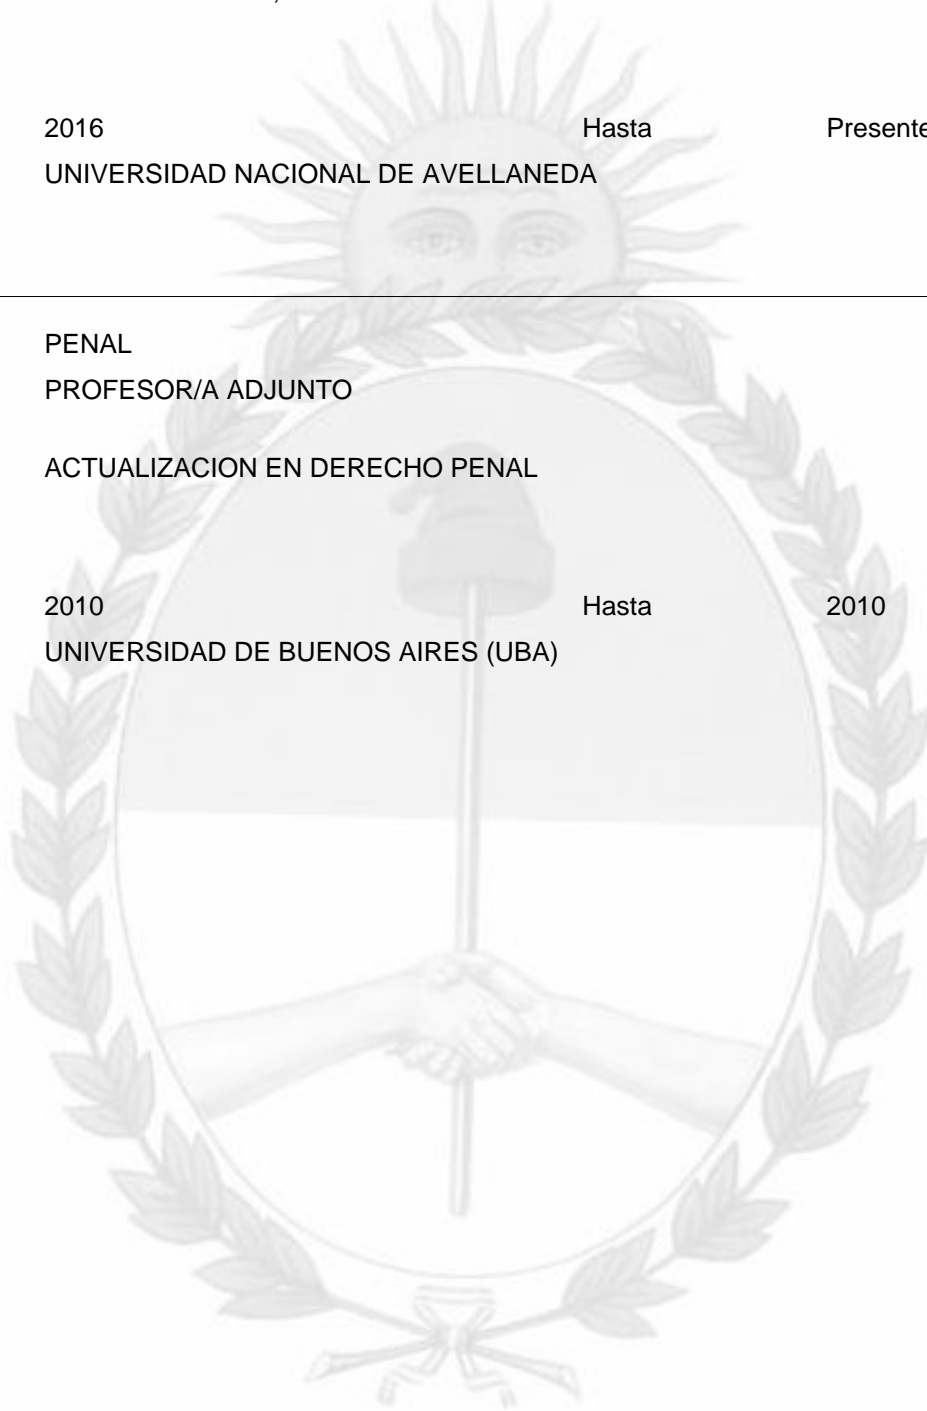 2016 Hasta Presente
UNIVERSIDAD NACIONAL DE AVELLANEDA
PENAL
PROFESOR/A ADJUNTO
ACTUALIZACION EN DERECHO PENAL
2010 Hasta 2010
UNIVERSIDAD DE BUENOS AIRES (UBA)